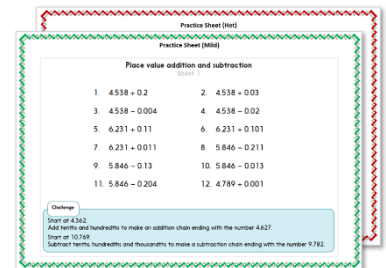 Practice Sheet (Hot)
Practice Sheet (Mild)
Place value addition and subtraction
Sheet 1
1. 4.538 + 0.2 2. 4.538 + 0.03
3. 4.538 – 0.004 4. 4.538 – 0.02
5. 6.231 + 0.11 6. 6.231 + 0.101
7. 6.231 + 0.011 8. 5.846 – 0.211
9. 5.846 – 0.13 10. 5.846 – 0.013
11. 5.846 – 0.204 12. 4.789 + 0.001
Challenge
Start at 4.362.
Add tenths and hundredths to make an addition chain ending with the number 4.627.
Start at 10.769.
Subtract tenths, hundredths and thousandths to make a subtraction chain ending with the number 9.782.